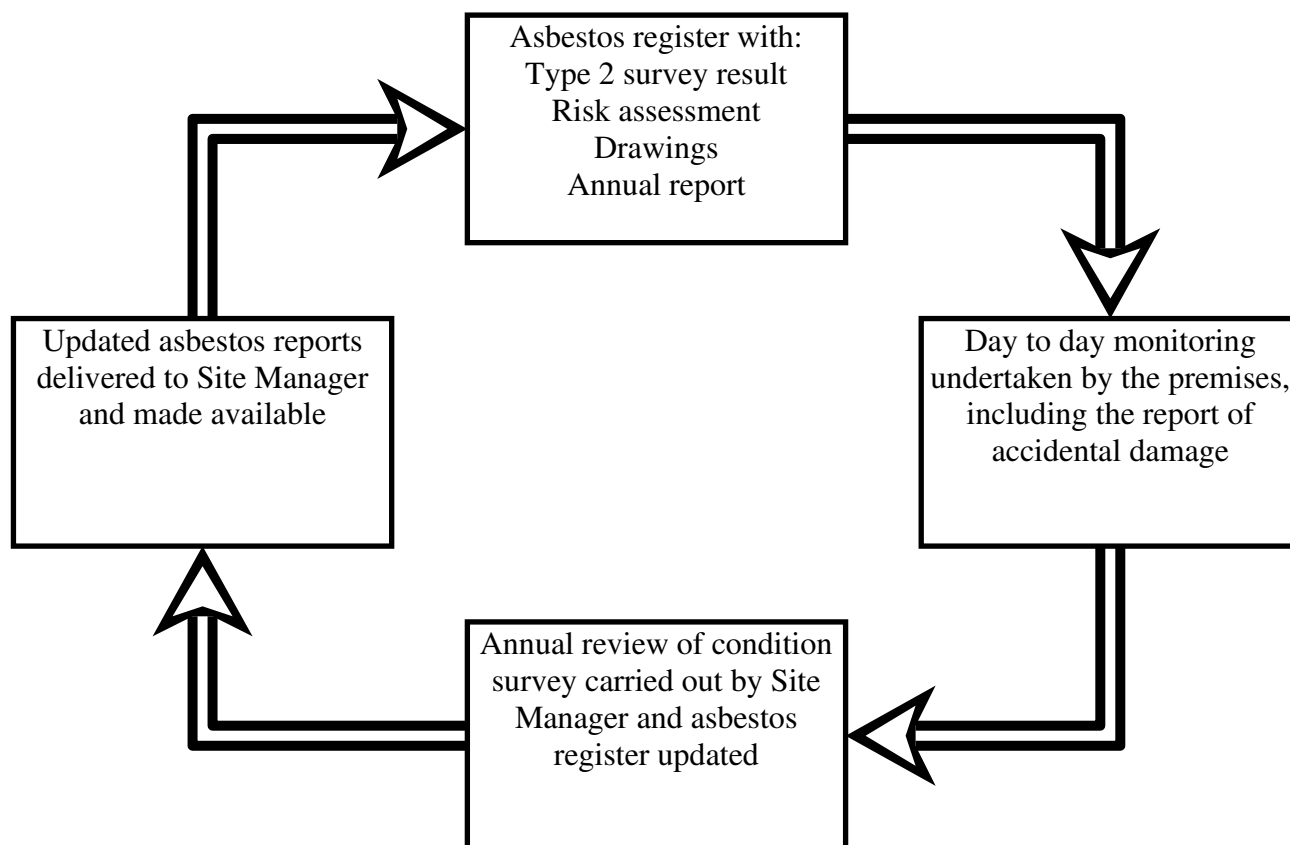 Asbestos register with:
Type 2 survey result
Risk assessment
Drawings
Annual report
Updated asbestos reports
delivered to Site Manager
and made available
Day to day monitoring
undertaken by the premises,
including the report of
accidental damage
Annual review of condition
survey carried out by Site
Manager and asbestos
register updated